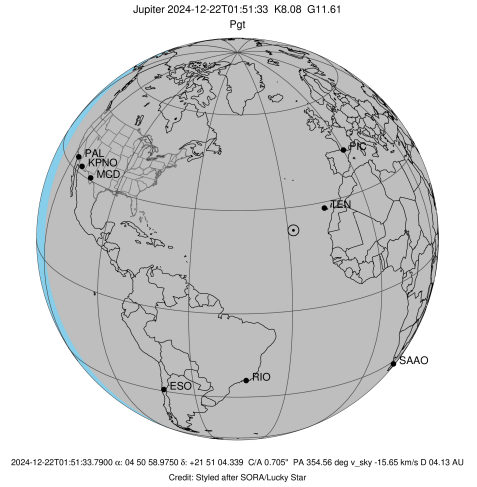 Jupiter 2024-12-22T01:51:33 K8.08 G11.61
Pgt
PIC
PAL
KPNO
MCD
TEN
SAAO
RIO
ESO
2024-12-22T01:51:33.7900 α: 04 50 58.9750 δ: +21 51 04.339 C/A 0.705" PA 354.56 deg v_sky -15.65 km/s D 04.13 AU
Credit: Styled after SORA/Lucky Star